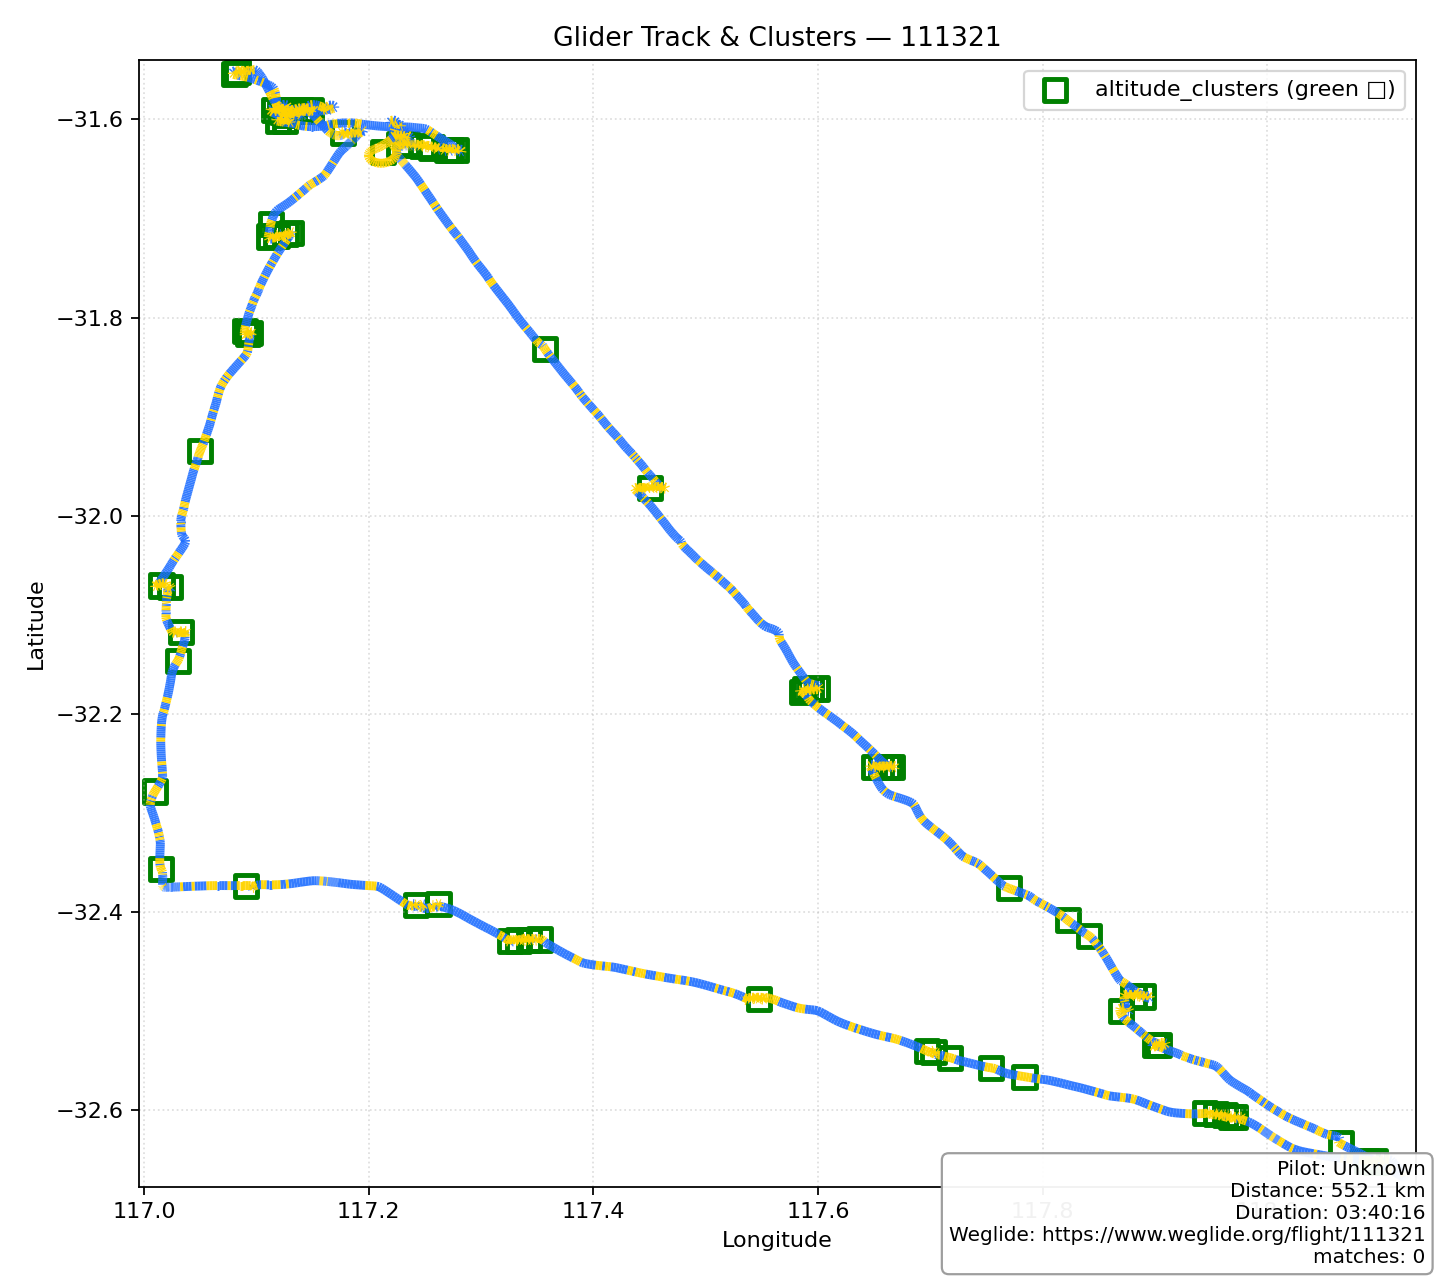 Glider Track & Clusters — 111321
altitude_clusters (green □)
−31.6
−31.8
−32.0
−32.2
−32.4
−32.6
Latitude
117.0
117.2
117.4
117.6
117.8
Longitude
Pilot: Unknown
Distance: 552.1 km
Duration: 03:40:16
Weglide: https://www.weglide.org/flight/111321
matches: 0